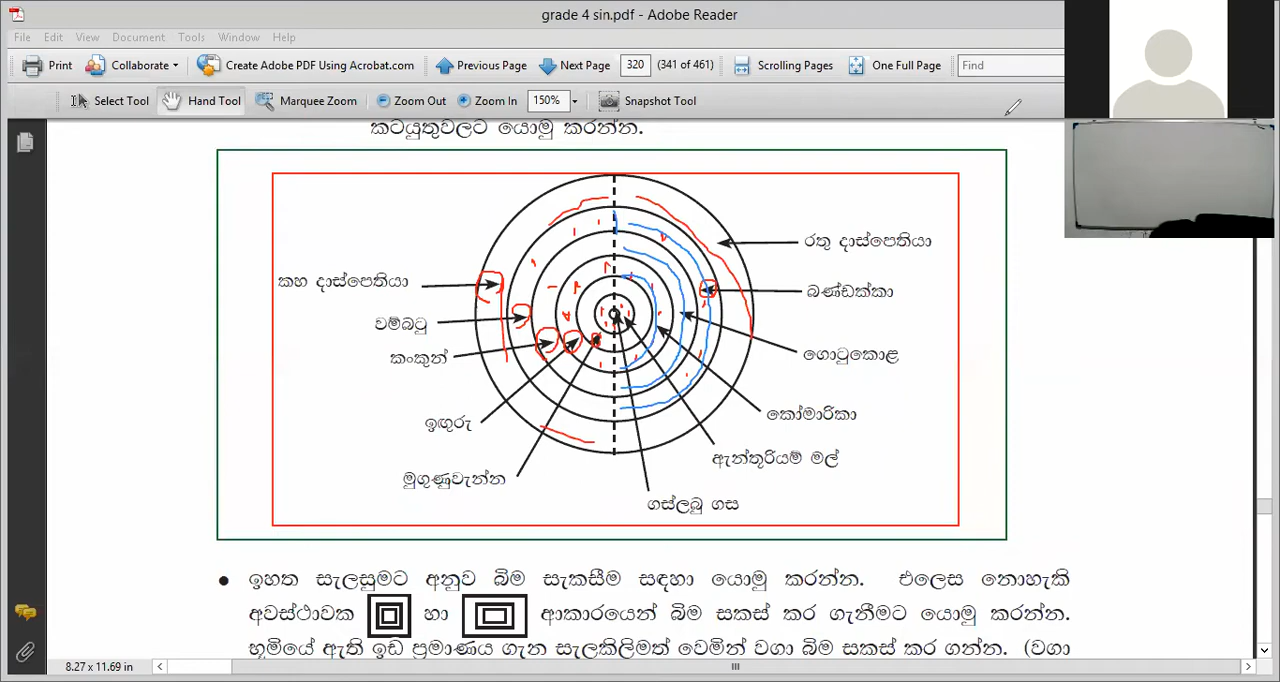 grade 4 sin.pdf - Adobe Reader
File Edit View Document Tools Window Help
Print Collaborate Create Adobe PDF Using Acrobat.com Previous Page Next Page 320 (341 of 461) Scrolling Pages One Full Page Find
Select Tool Hand Tool Marquee Zoom Zoom Out Zoom In 150% Snapshot Tool
කටයුතුවලට යොමු කරන්න.
රතු දාස්පෙතියා
කහ දාස්පෙතියා
බණ්ඩක්කා
වම්බටු
කංකුන්
ගොටුකොළ
ඉඟුරු
කෝමාරිකා
ඇන්තූරියම් මල්
මුගුණුවැන්න
ගස්ලබු ගස
• ඉහත සැලසුමට අනුව බිම සැකසීම සඳහා යොමු කරන්න. එලෙස නොහැකි
අවස්ථාවක හා ආකාරයෙන් බිම සකස් කර ගැනීමට යොමු කරන්න.
භූමියේ ඇති ඉඩ ප්‍රමාණය ගැන සැලකිලිමත් වෙමින් වගා බිම සකස් කර ගන්න. (වගා
8.27 x 11.69 in